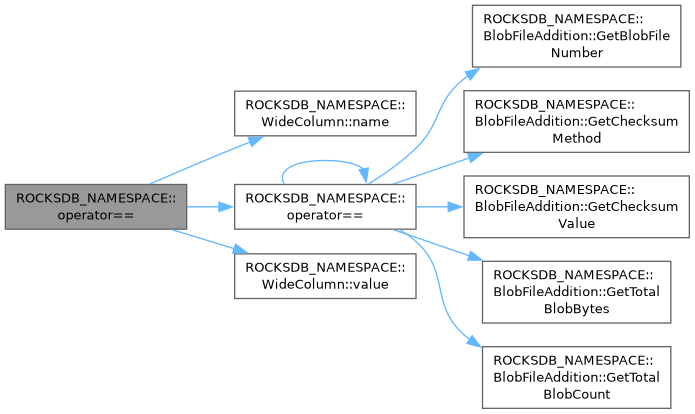 ROCKSDB_NAMESPACE::
operator==
ROCKSDB_NAMESPACE::
WideColumn::name
ROCKSDB_NAMESPACE::
operator==
ROCKSDB_NAMESPACE::
WideColumn::value
ROCKSDB_NAMESPACE::
BlobFileAddition::GetBlobFile
Number
ROCKSDB_NAMESPACE::
BlobFileAddition::GetChecksum
Method
ROCKSDB_NAMESPACE::
BlobFileAddition::GetChecksum
Value
ROCKSDB_NAMESPACE::
BlobFileAddition::GetTotal
BlobBytes
ROCKSDB_NAMESPACE::
BlobFileAddition::GetTotal
BlobCount